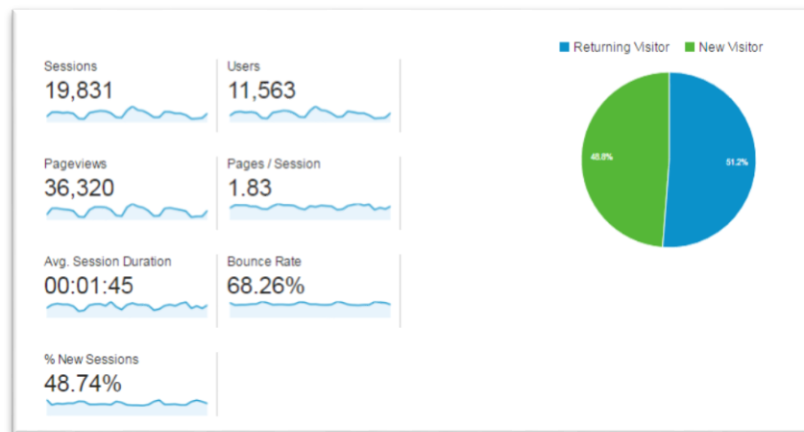 Returning Visitor New Visitor
Sessions Users
19,831 11,563
Pageviews Pages / Session
36,320 1.83
Avg. Session Duration Bounce Rate
00:01:45 68.26%
% New Sessions
48.74%
51.2%